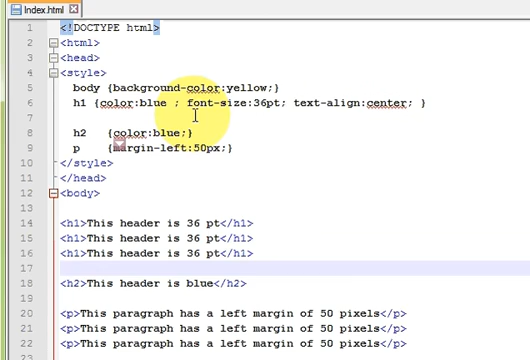 Index.html
1 <!DOCTYPE html>
2 <html>
3 <head>
4 <style>
5 body {background-color:yellow;}
6 h1 {color:blue ; font-size:36pt; text-align:center; }
7
8 h2 {color:blue;}
9 p {margin-left:50px;}
10 </style>
11 </head>
12 <body>
13
14 <h1>This header is 36 pt</h1>
15 <h1>This header is 36 pt</h1>
16 <h1>This header is 36 pt</h1>
17
18 <h2>This header is blue</h2>
19
20 <p>This paragraph has a left margin of 50 pixels</p>
21 <p>This paragraph has a left margin of 50 pixels</p>
22 <p>This paragraph has a left margin of 50 pixels</p>
23